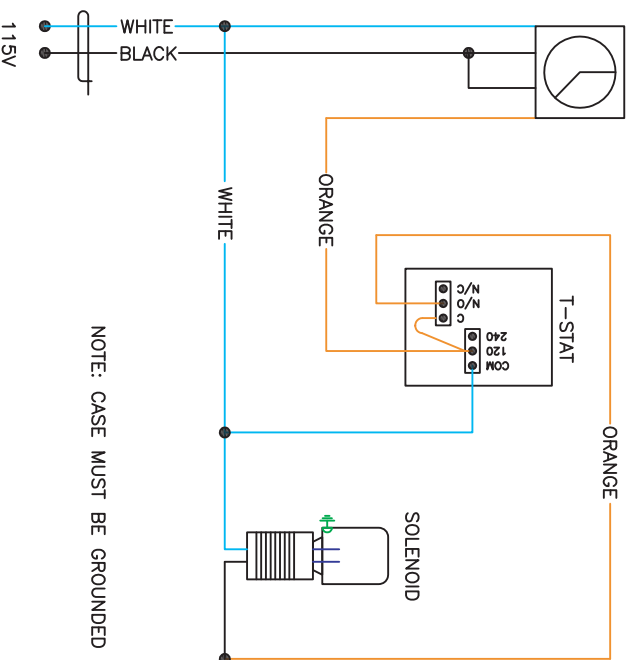 115V
WHITE
BLACK
WHITE
ORANGE
T-STAT
N/C
N/O
C
240
120
COM
ORANGE
SOLENOID
NOTE: CASE MUST BE GROUNDED